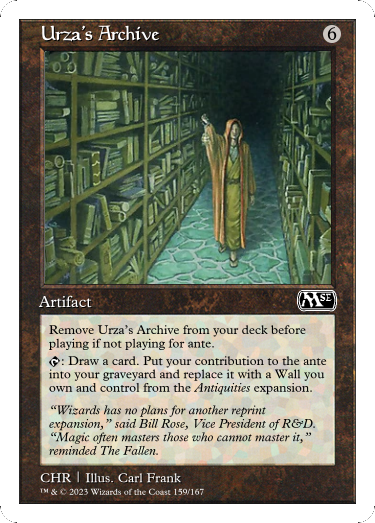 Urza's Archive 6
Artifact
MSE
Remove Urza's Archive from your deck before
playing if not playing for ante.
: Draw a card. Put your contribution to the ante
into your graveyard and replace it with a Wall you
own and control from the Antiquities expansion.
“Wizards has no plans for another reprint
expansion,” said Bill Rose, Vice President of R&D.
“Magic often masters those who cannot master it,”
reminded The Fallen.
CHR | Illus. Carl Frank
™ & © 2023 Wizards of the Coast 159/167